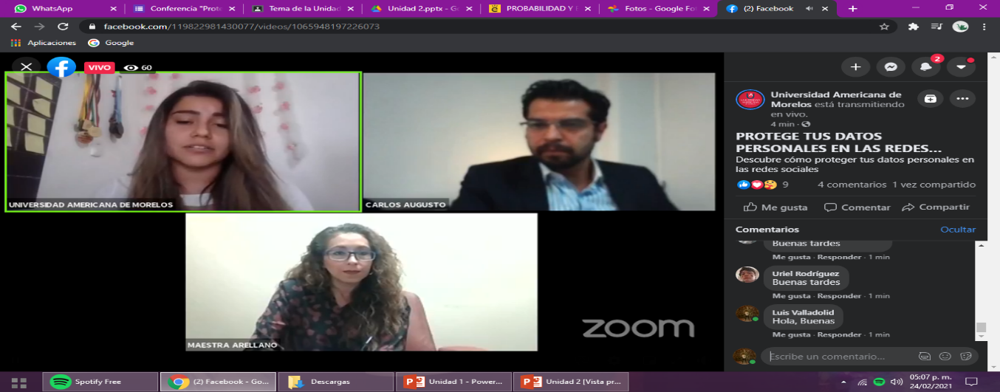 WhatsApp
Conferencia "Prote
Tema de la Unidad
Unidad 2.pptx - Go
PROBABILIDAD Y E
Fotos - Google Fot
(2) Facebook
facebook.com/119822981430077/videos/1065948197226073
Aplicaciones
Google
VIVO
60
UNIVERSIDAD AMERICANA DE MORELOS
CARLOS AUGUSTO
MAESTRA ARELLANO
zoom
2
Universidad Americana de
Morelos está transmitiendo
en vivo.
4 min ·
PROTEGE TUS DATOS
PERSONALES EN LAS REDES...
Descubre cómo proteger tus datos personales en
las redes sociales
9
4 comentarios 1 vez compartido
Me gusta
Comentar
Compartir
Comentarios
Ocultar
Buenas tardes
Me gusta · Responder · 1 min
Uriel Rodríguez
Buenas tardes
Me gusta · Responder · 1 min
Luis Valladolid
Hola, Buenas
Me gusta · Responder · 1 min
Escribe un comentario...
Spotify Free
(2) Facebook - Go...
Descargas
Unidad 1 - Power...
Unidad 2 [Vista pr...
05:07 p. m.
24/02/2021